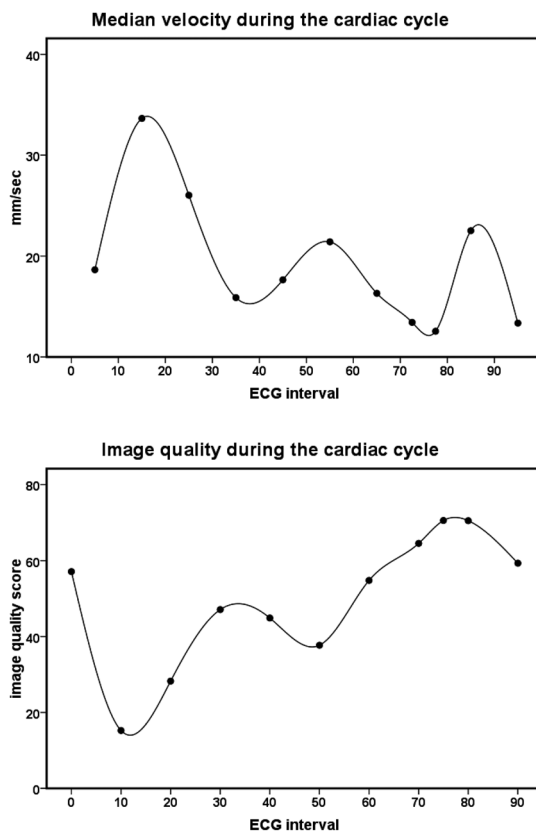 Median velocity during the cardiac cycle
40
30
20
10
mm/sec
0 10 20 30 40 50 60 70 80 90
ECG interval
Image quality during the cardiac cycle
80
60
40
20
0
image quality score
0 10 20 30 40 50 60 70 80 90
ECG interval